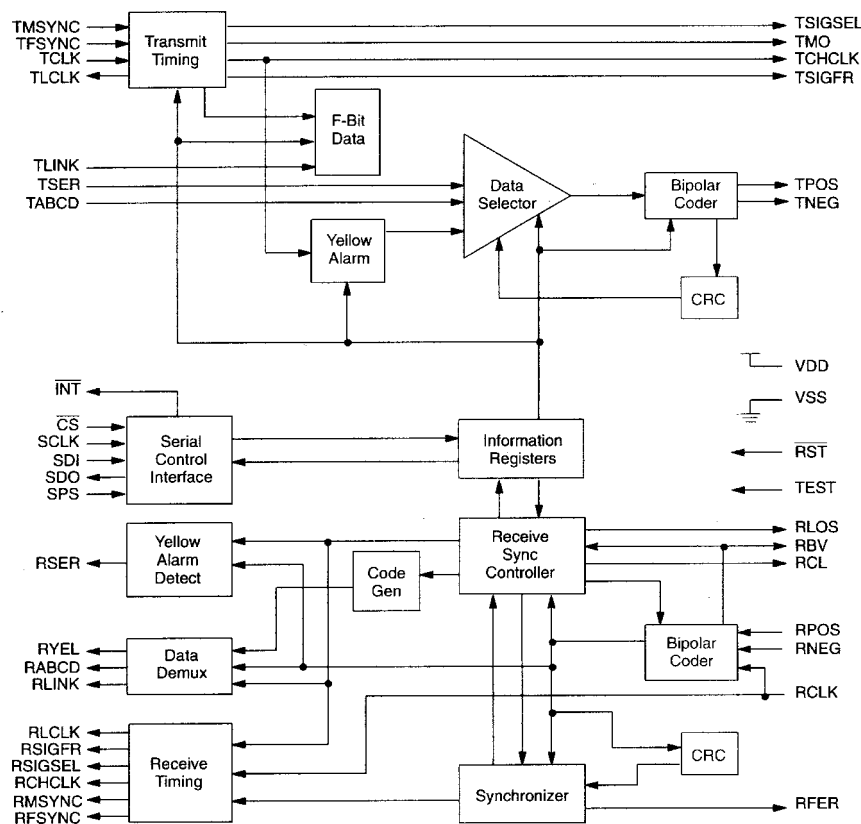 TMSYNC
TFSYNC
TCLK
TLCLK
Transmit
Timing
TSIGSEL
TMO
TCHCLK
TSIGFR
F-Bit
Data
TLINK
TSER
TABCD
Data
Selector
Bipolar
Coder
TPOS
TNEG
Yellow
Alarm
CRC
VDD
VSS
RST
TEST
INT
CS
SCLK
SDI
SDO
SPS
Serial
Control
Interface
Information
Registers
RSER
Yellow
Alarm
Detect
Code
Gen
Receive
Sync
Controller
RLOS
RBV
RCL
RYEL
RABCD
RLINK
Data
Demux
Bipolar
Coder
RPOS
RNEG
RCLK
RLCLK
RSIGFR
RSIGSEL
RCHCLK
RMSYNC
RFSYNC
Receive
Timing
Synchronizer
CRC
RFER